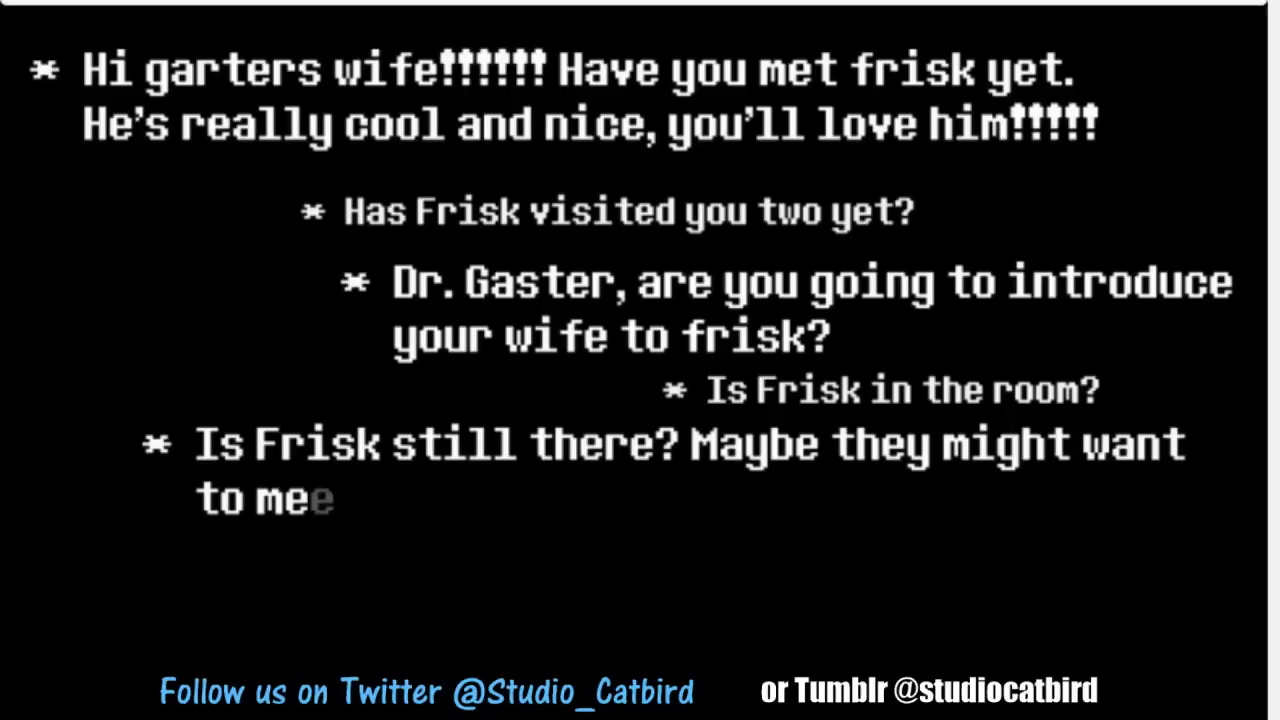 * Hi garters wife!!!!!! Have you met frisk yet.
He's really cool and nice, you'll love him!!!!!
* Has Frisk visited you two yet?
* Dr. Gaster, are you going to introduce
your wife to frisk?
* Is Frisk in the room?
* Is Frisk still there? Maybe they might want
to mee
Follow us on Twitter @Studio_Catbird or Tumblr @studiocatbird